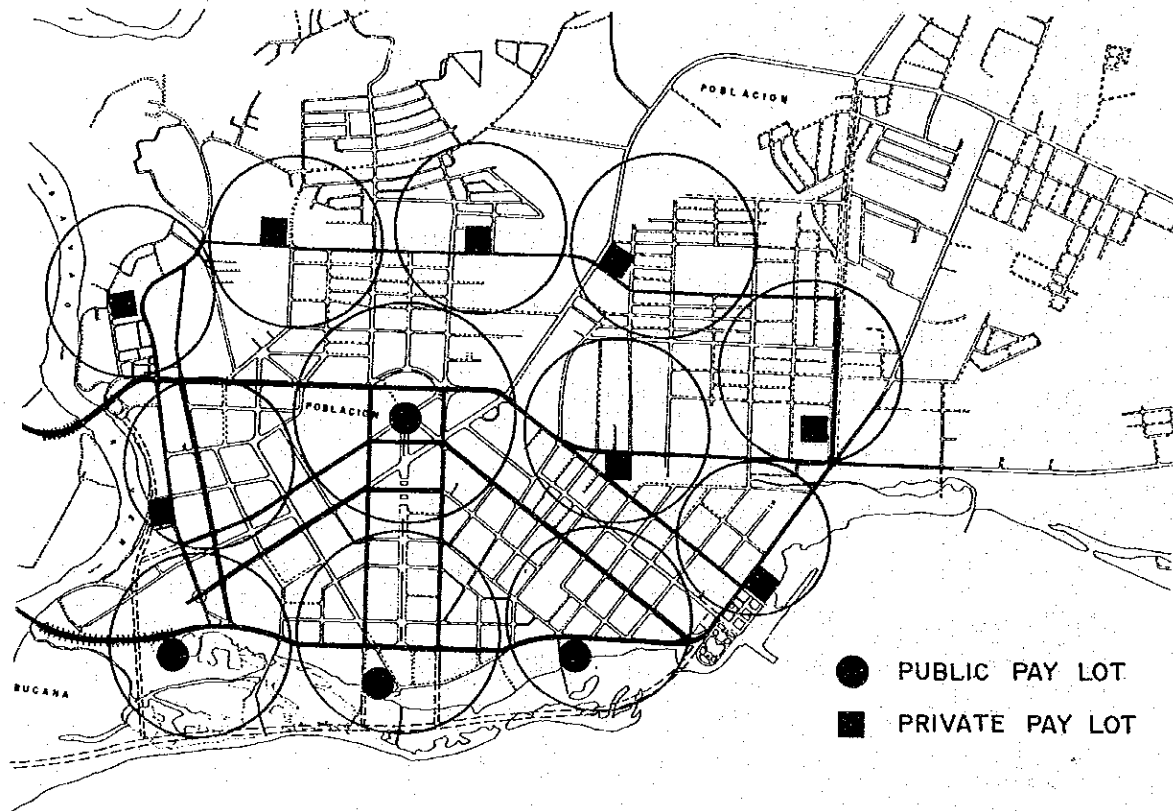 POBLACION
POBLACION
BUCANA
PUBLIC PAY LOT
PRIVATE PAY LOT